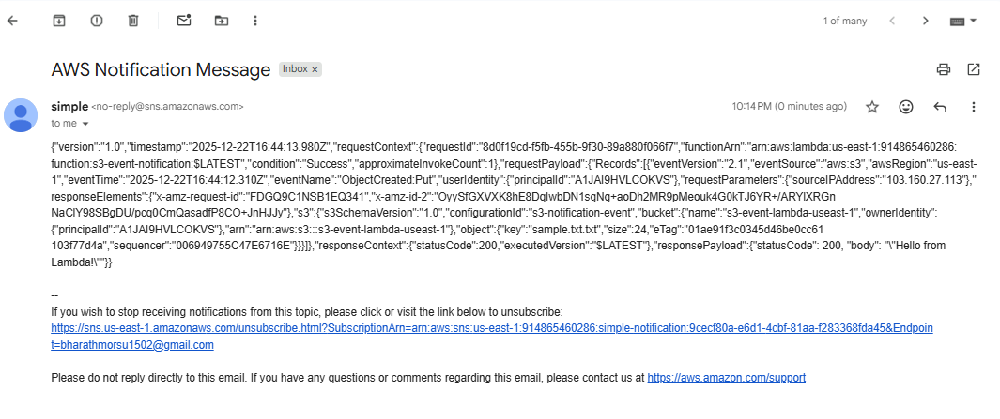 1 of many
AWS Notification Message Inbox ×
simple <no-reply@sns.amazonaws.com> 10:14 PM (0 minutes ago)
to me
{"version":"1.0","timestamp":"2025-12-22T16:44:13.980Z","requestContext":{"requestId":"8d0f19cd-f5fb-455b-9f30-89a880f066f7","functionArn":"arn:aws:lambda:us-east-1:914865460286:
function:s3-event-notification:$LATEST","condition":"Success","approximateInvokeCount":1},"requestPayload":{"Records":[{"eventVersion":"2.1","eventSource":"aws:s3","awsRegion":"us-east-
1","eventTime":"2025-12-22T16:44:12.310Z","eventName":"ObjectCreated:Put","userIdentity":{"principalId":"A1JAI9HVLCOKVS"},"requestParameters":{"sourceIPAddress":"103.160.27.113"},"
responseElements":{"x-amz-request-id":"FDGQ9C1NSB1EQ341","x-amz-id-2":"OyySfGXVXK8hE8DqIwbDN1sgNg+aoDh2MR9pMeouk4G0kTJ6YR+/ARYlXRGn
NaClY98SBgDU/pcq0CmQasadfP8CO+JnHJJy"},"s3":{"s3SchemaVersion":"1.0","configurationId":"s3-notification-event","bucket":{"name":"s3-event-lambda-useast-1","ownerIdentity":
{"principalId":"A1JAI9HVLCOKVS"},"arn":"arn:aws:s3:::s3-event-lambda-useast-1"},"object":{"key":"sample.txt.txt","size":24,"eTag":"01ae91f3c0345d46be0cc61
103f77d4a","sequencer":"006949755C47E6716E"}}}]},"responseContext":{"statusCode":200,"executedVersion":"$LATEST"},"responsePayload":{"statusCode": 200, "body": "\"Hello from
Lambda!\""}}
--
If you wish to stop receiving notifications from this topic, please click or visit the link below to unsubscribe:
https://sns.us-east-1.amazonaws.com/unsubscribe.html?SubscriptionArn=arn:aws:sns:us-east-1:914865460286:simple-notification:9cecf80a-e6d1-4cbf-81aa-f283368fda45&Endpoin
t=bharathmorsu1502@gmail.com
Please do not reply directly to this email. If you have any questions or comments regarding this email, please contact us at https://aws.amazon.com/support